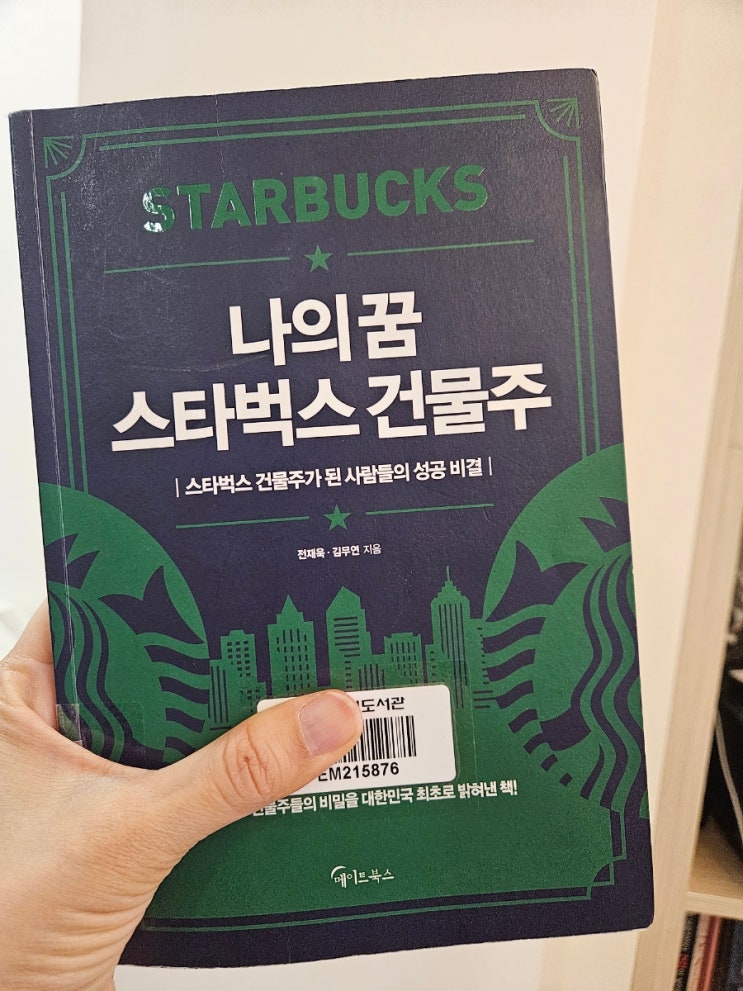 STARBUCKS
나의 꿈
스타벅스 건물주
| 스타벅스 건물주가 된 사람들의 성공 비결 |
전재욱 · 김무연 지음
도서관
EM215876
건물주들의 비밀을 대한민국 최초로 밝혀낸 책!
메이트북스